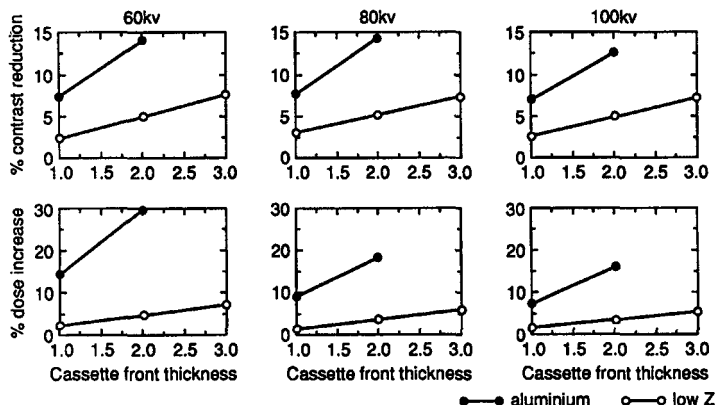 60kv 80kv 100kv
% contrast reduction
15 15 15
10 10 10
5 5 5
0 0 0
1.0 1.5 2.0 2.5 3.0 1.0 1.5 2.0 2.5 3.0 1.0 1.5 2.0 2.5 3.0
% dose increase
30 30 30
20 20 20
10 10 10
0 0 0
1.0 1.5 2.0 2.5 3.0 1.0 1.5 2.0 2.5 3.0 1.0 1.5 2.0 2.5 3.0
Cassette front thickness Cassette front thickness Cassette front thickness
aluminium low Z